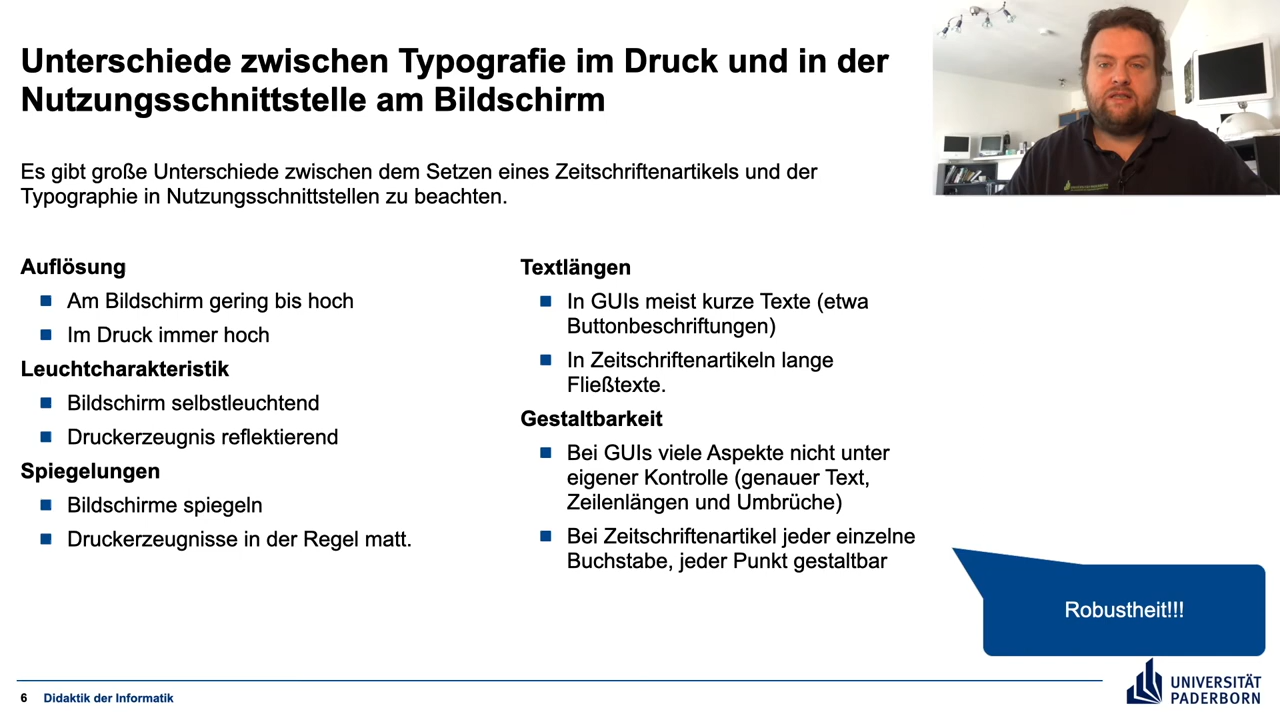 Unterschiede zwischen Typografie im Druck und in der
Nutzungsschnittstelle am Bildschirm
Es gibt große Unterschiede zwischen dem Setzen eines Zeitschriftenartikels und der
Typographie in Nutzungsschnittstellen zu beachten.
Auflösung
Am Bildschirm gering bis hoch
Im Druck immer hoch
Leuchtcharakteristik
Bildschirm selbstleuchtend
Druckerzeugnis reflektierend
Spiegelungen
Bildschirme spiegeln
Druckerzeugnisse in der Regel matt.
Textlängen
In GUIs meist kurze Texte (etwa
Buttonbeschriftungen)
In Zeitschriftenartikeln lange
Fließtexte.
Gestaltbarkeit
Bei GUIs viele Aspekte nicht unter
eigener Kontrolle (genauer Text,
Zeilenlängen und Umbrüche)
Bei Zeitschriftenartikel jeder einzelne
Buchstabe, jeder Punkt gestaltbar
Robustheit!!!
6 Didaktik der Informatik
UNIVERSITÄT
PADERBORN